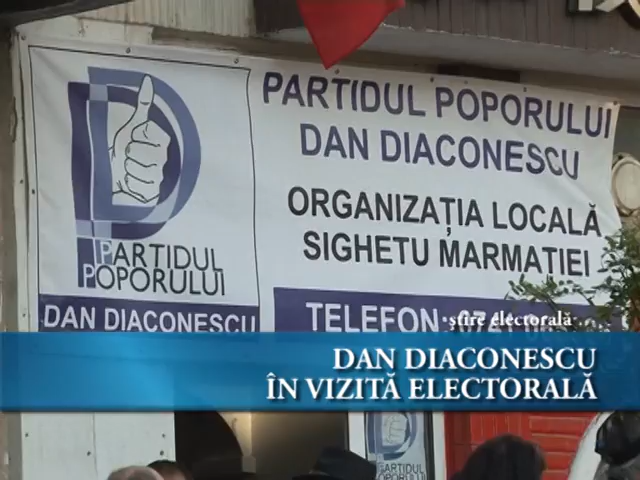 PARTIDUL POPORULUI
DAN DIACONESCU
ORGANIZAȚIA LOCALĂ
SIGHETU MARMAȚIEI
PARTIDUL
POPORULUI
DAN DIACONESCU
TELEFON:
știre electorală
DAN DIACONESCU
ÎN VIZITĂ ELECTORALĂ
PARTIDUL
POPORULUI